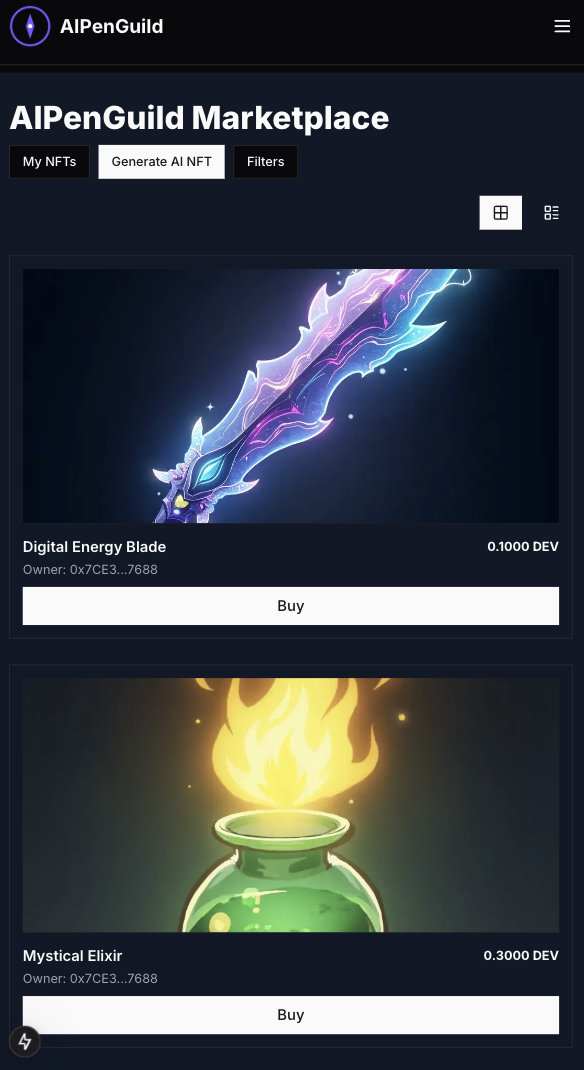 AIPenGuild
AIPenGuild Marketplace
My NFTs
Generate AI NFT
Filters
Digital Energy Blade
0.1000 DEV
Owner: 0x7CE3...7688
Buy
Mystical Elixir
0.3000 DEV
Owner: 0x7CE3...7688
Buy